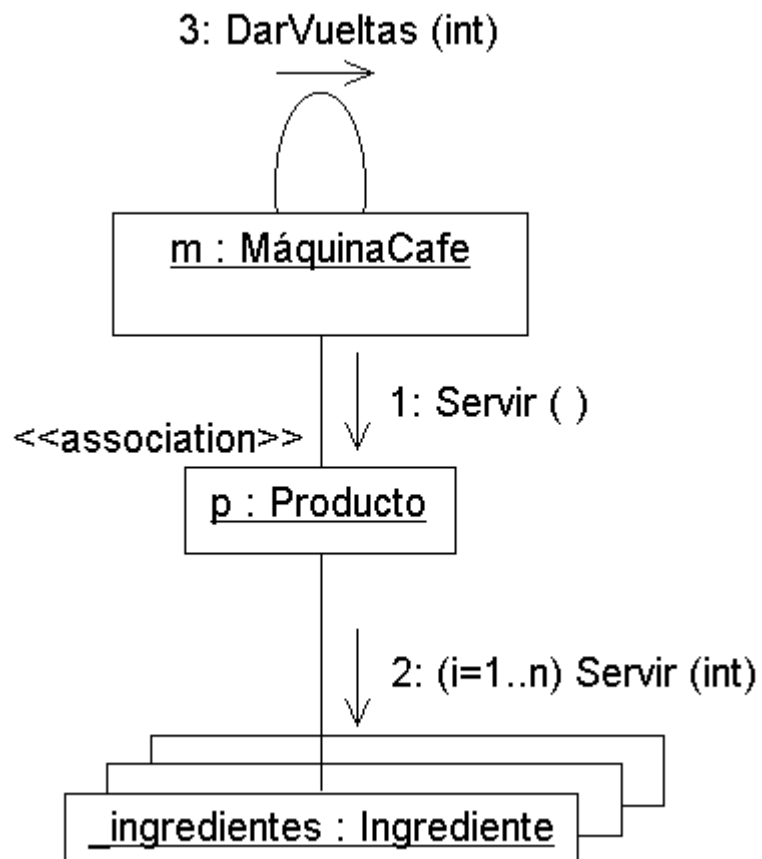 3: DarVueltas (int)
m : MáquinaCafe
1: Servir ( )
<<association>>
p : Producto
2: (i=1..n) Servir (int)
_ingredientes : Ingrediente